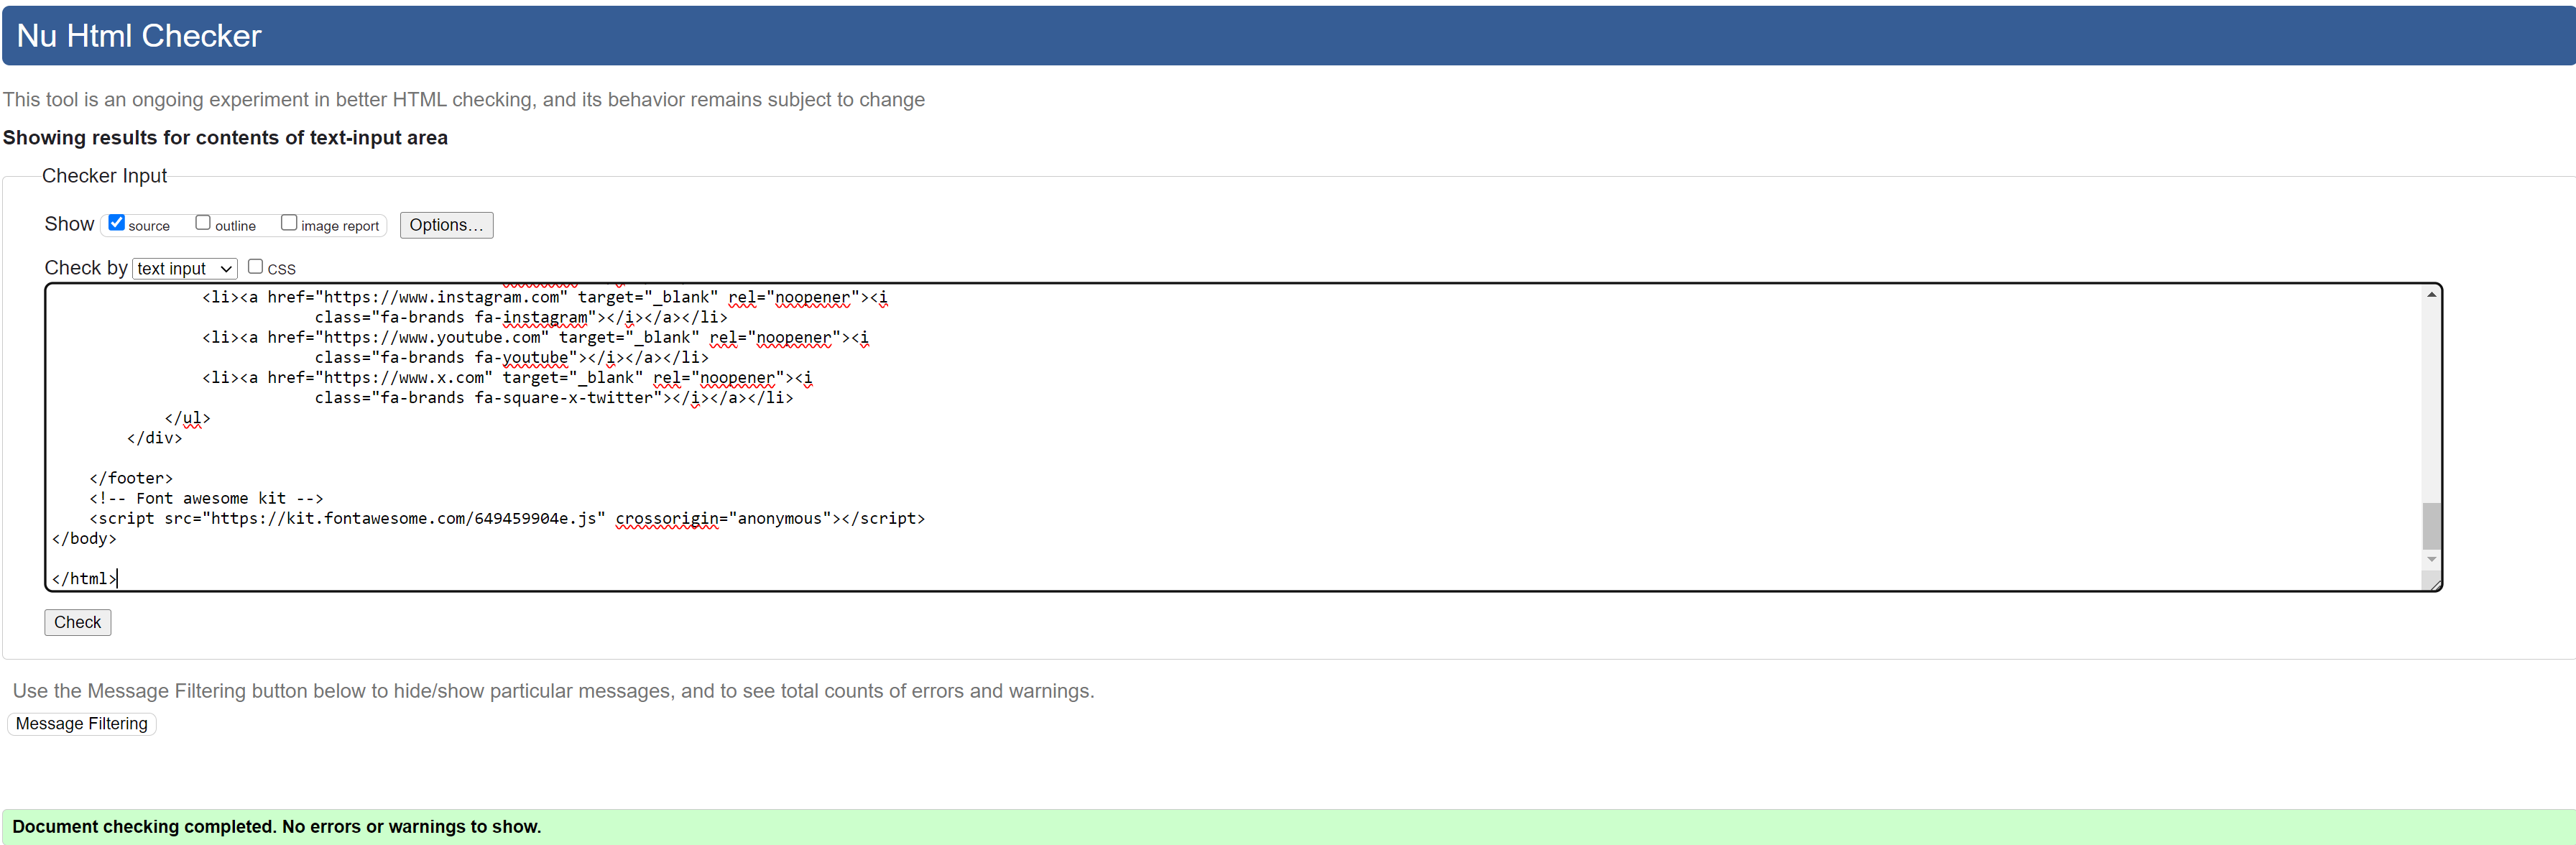 Nu Html Checker
This tool is an ongoing experiment in better HTML checking, and its behavior remains subject to change
Showing results for contents of text-input area
Checker Input
Show source outline image report Options...
Check by text input CSS
<li><a href="https://www.instagram.com" target="_blank" rel="noopener"><i
class="fa-brands fa-instagram"></i></a></li>
<li><a href="https://www.youtube.com" target="_blank" rel="noopener"><i
class="fa-brands fa-youtube"></i></a></li>
<li><a href="https://www.x.com" target="_blank" rel="noopener"><i
class="fa-brands fa-square-x-twitter"></i></a></li>
</ul>
</div>
</footer>
<!-- Font awesome kit -->
<script src="https://kit.fontawesome.com/649459904e.js" crossorigin="anonymous"></script>
</body>
</html>
Check
Use the Message Filtering button below to hide/show particular messages, and to see total counts of errors and warnings.
Message Filtering
Document checking completed. No errors or warnings to show.